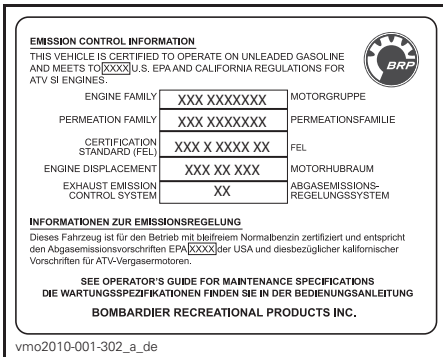 EMISSION CONTROL INFORMATION
THIS VEHICLE IS CERTIFIED TO OPERATE ON UNLEADED GASOLINE
AND MEETS TO XXXX U.S. EPA AND CALIFORNIA REGULATIONS FOR
ATV SI ENGINES.
BRP
ENGINE FAMILY XXX XXXXXXX MOTORGRUPPE
PERMEATION FAMILY XXX XXXXXXX PERMEATIONSFAMILIE
CERTIFICATION
STANDARD (FEL) XXX X XXXX XX FEL
ENGINE DISPLACEMENT XXX XX XXX MOTORHUBRAUM
EXHAUST EMISSION
CONTROL SYSTEM XX ABGASEMISSIONS-
REGELUNGSSYSTEM
INFORMATIONEN ZUR EMISSIONSREGELUNG
Dieses Fahrzeug ist für den Betrieb mit bleifreiem Normalbenzin zertifiziert und entspricht
den Abgasemissionsvorschriften EPA XXXX der USA und diesbezüglicher kalifornischer
Vorschriften für ATV-Vergasermotoren.
SEE OPERATOR'S GUIDE FOR MAINTENANCE SPECIFICATIONS
DIE WARTUNGSSPEZIFIKATIONEN FINDEN SIE IN DER BEDIENUNGSANLEITUNG
BOMBARDIER RECREATIONAL PRODUCTS INC.
vmo2010-001-302_a_de